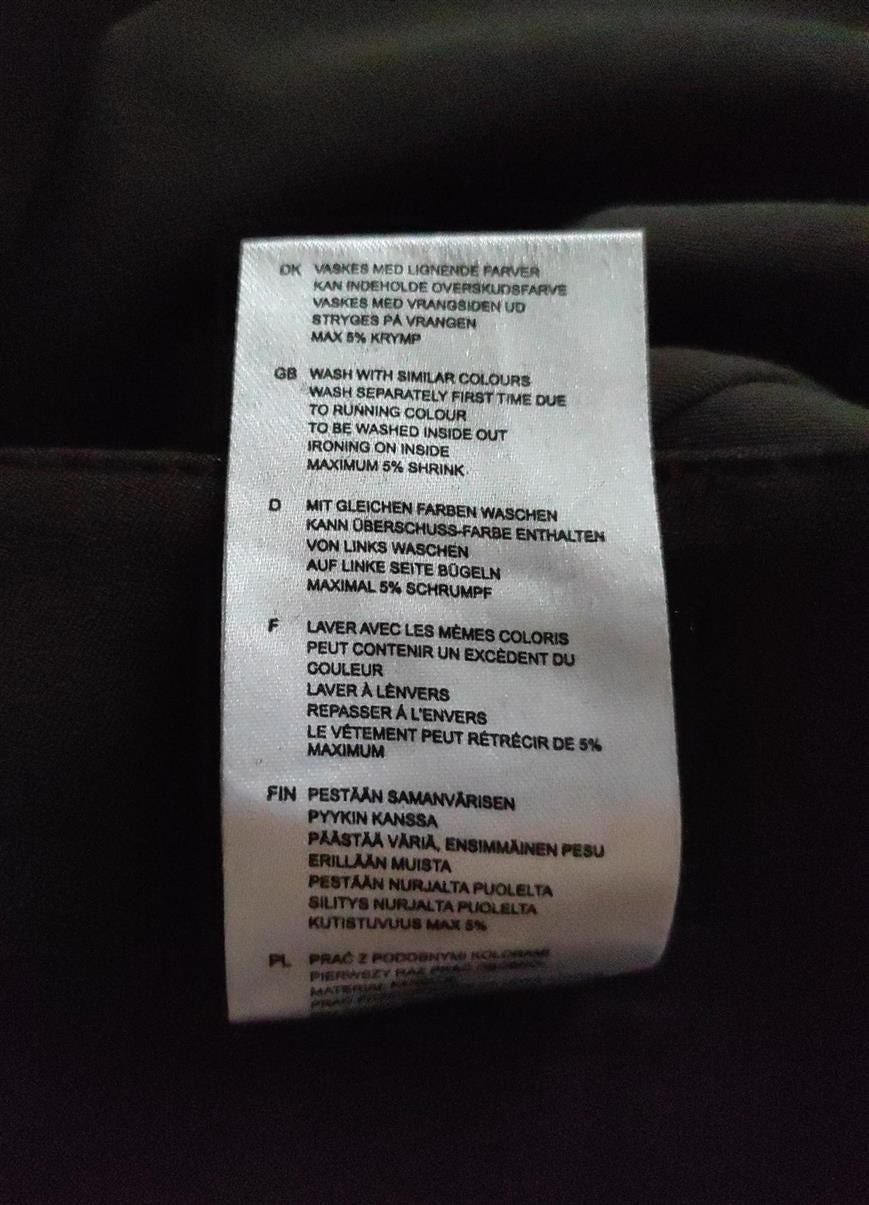 DK VASKES MED LIGNENDE FARVER
KAN INDEHOLDE OVERSKUDSFARVE
VASKES MED VRANGSIDEN UD
STRYGES PÅ VRANGEN
MAX 5% KRYMP
GB WASH WITH SIMILAR COLOURS
WASH SEPARATELY FIRST TIME DUE
TO RUNNING COLOUR
TO BE WASHED INSIDE OUT
IRONING ON INSIDE
MAXIMUM 5% SHRINK
D MIT GLEICHEN FARBEN WASCHEN
KANN ÜBERSCHUSS-FARBE ENTHALTEN
VON LINKS WASCHEN
AUF LINKE SEITE BÜGELN
MAXIMAL 5% SCHRUMPF
F LAVER AVEC LES MÊMES COLORIS
PEUT CONTENIR UN EXCÈDENT DU
COULEUR
LAVER À LÈNVERS
REPASSER Á L'ENVERS
LE VÉTEMENT PEUT RÉTRÉCIR DE 5%
MAXIMUM
FIN PESTÄÄN SAMANVÄRISEN
PYYKIN KANSSA
PÄÄSTÄÄ VÄRIÄ, ENSIMMÄINEN PESU
ERILLÄÄN MUISTA
PESTÄÄN NURJALTA PUOLELTA
SILITYS NURJALTA PUOLELTA
KUTISTUVUUS MAX 5%
PL PRAĆ Z PODOBNYMI KOLORAMI
PIERWSZY RAZ PRAĆ
MATERIAŁ